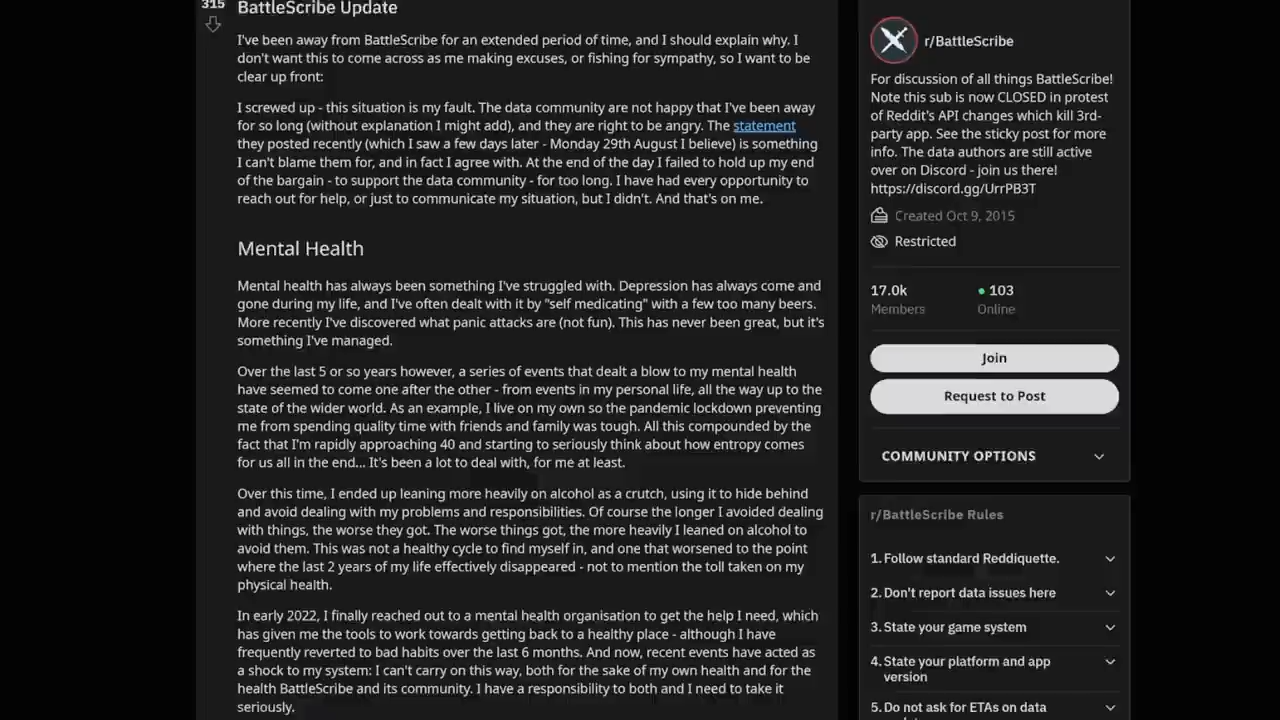 315
BattleScribe Update
I've been away from BattleScribe for an extended period of time, and I should explain why. I
don't want this to come across as me making excuses, or fishing for sympathy, so I want to be
clear up front:
I screwed up - this situation is my fault. The data community are not happy that I've been away
for so long (without explanation I might add), and they are right to be angry. The statement
they posted recently (which I saw a few days later - Monday 29th August I believe) is something
I can't blame them for, and in fact I agree with. At the end of the day I failed to hold up my end
of the bargain - to support the data community - for too long. I have had every opportunity to
reach out for help, or just to communicate my situation, but I didn't. And that's on me.
Mental Health
Mental health has always been something I've struggled with. Depression has always come and
gone during my life, and I've often dealt with it by "self medicating" with a few too many beers.
More recently I've discovered what panic attacks are (not fun). This has never been great, but it's
something I've managed.
Over the last 5 or so years however, a series of events that dealt a blow to my mental health
have seemed to come one after the other - from events in my personal life, all the way up to the
state of the wider world. As an example, I live on my own so the pandemic lockdown preventing
me from spending quality time with friends and family was tough. All this compounded by the
fact that I'm rapidly approaching 40 and starting to seriously think about how entropy comes
for us all in the end... It's been a lot to deal with, for me at least.
Over this time, I ended up leaning more heavily on alcohol as a crutch, using it to hide behind
and avoid dealing with my problems and responsibilities. Of course the longer I avoided dealing
with things, the worse they got. The worse things got, the more heavily I leaned on alcohol to
avoid them. This was not a healthy cycle to find myself in, and one that worsened to the point
where the last 2 years of my life effectively disappeared - not to mention the toll taken on my
physical health.
In early 2022, I finally reached out to a mental health organisation to get the help I need, which
has given me the tools to work towards getting back to a healthy place - although I have
frequently reverted to bad habits over the last 6 months. And now, recent events have acted as
a shock to my system: I can't carry on this way, both for the sake of my own health and for the
health BattleScribe and its community. I have a responsibility to both and I need to take it
seriously.
r/BattleScribe
For discussion of all things BattleScribe!
Note this sub is now CLOSED in protest
of Reddit's API changes which kill 3rd-
party app. See the sticky post for more
info. The data authors are still active
over on Discord - join us there!
https://discord.gg/UrrPB3T
Created Oct 9, 2015
Restricted
17.0k 103
Members Online
Join
Request to Post
COMMUNITY OPTIONS
r/BattleScribe Rules
1. Follow standard Reddiquette.
2. Don't report data issues here
3. State your game system
4. State your platform and app
version
5. Do not ask for ETAs on data